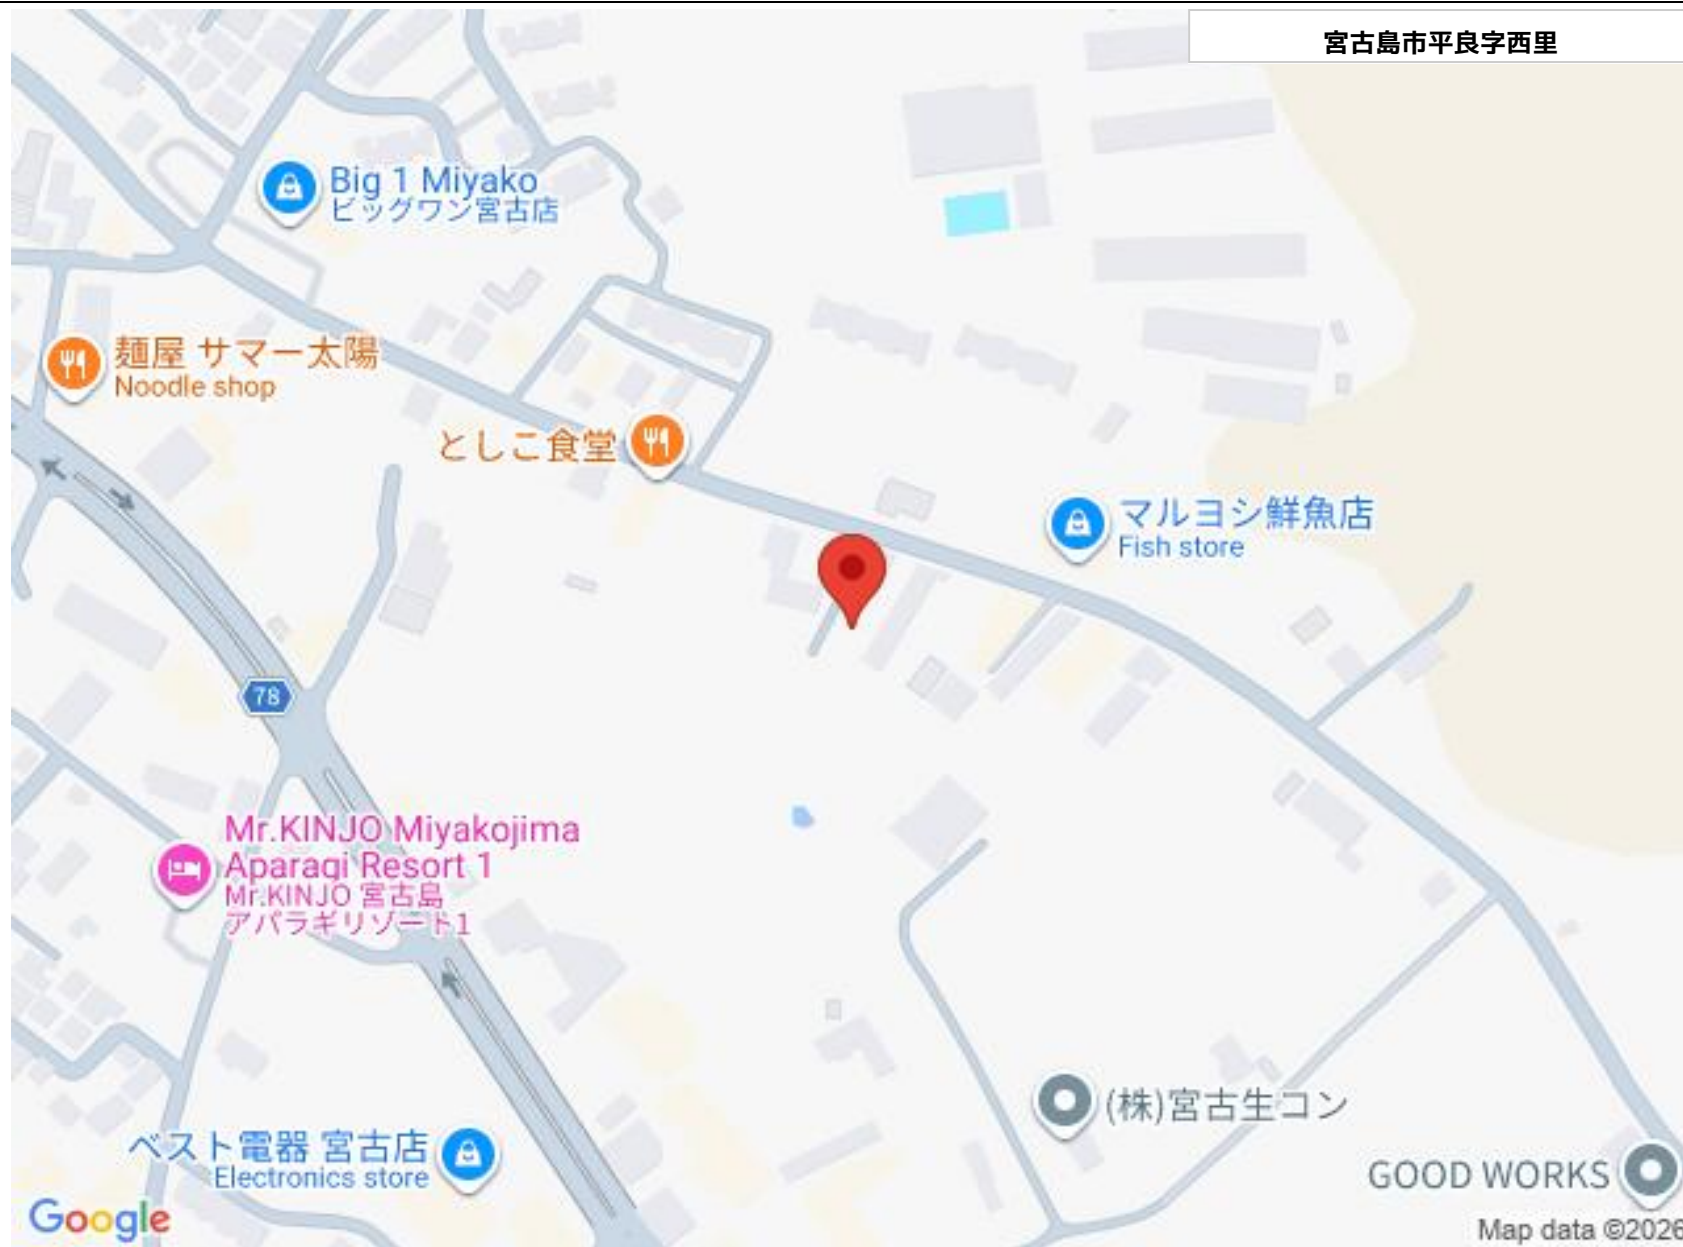 宮古島市平良字西里
Big 1 Miyako
ビッグワン宮古店
麺屋 サマー太陽
Noodle shop
としこ食堂
マルヨシ鮮魚店
Fish store
78
Mr.KINJO Miyakojima
Aparagi Resort 1
Mr.KINJO 宮古島
アパラギリゾート1
(株)宮古生コン
ベスト電器 宮古店
Electronics store
GOOD WORKS
Google
Map data ©2026